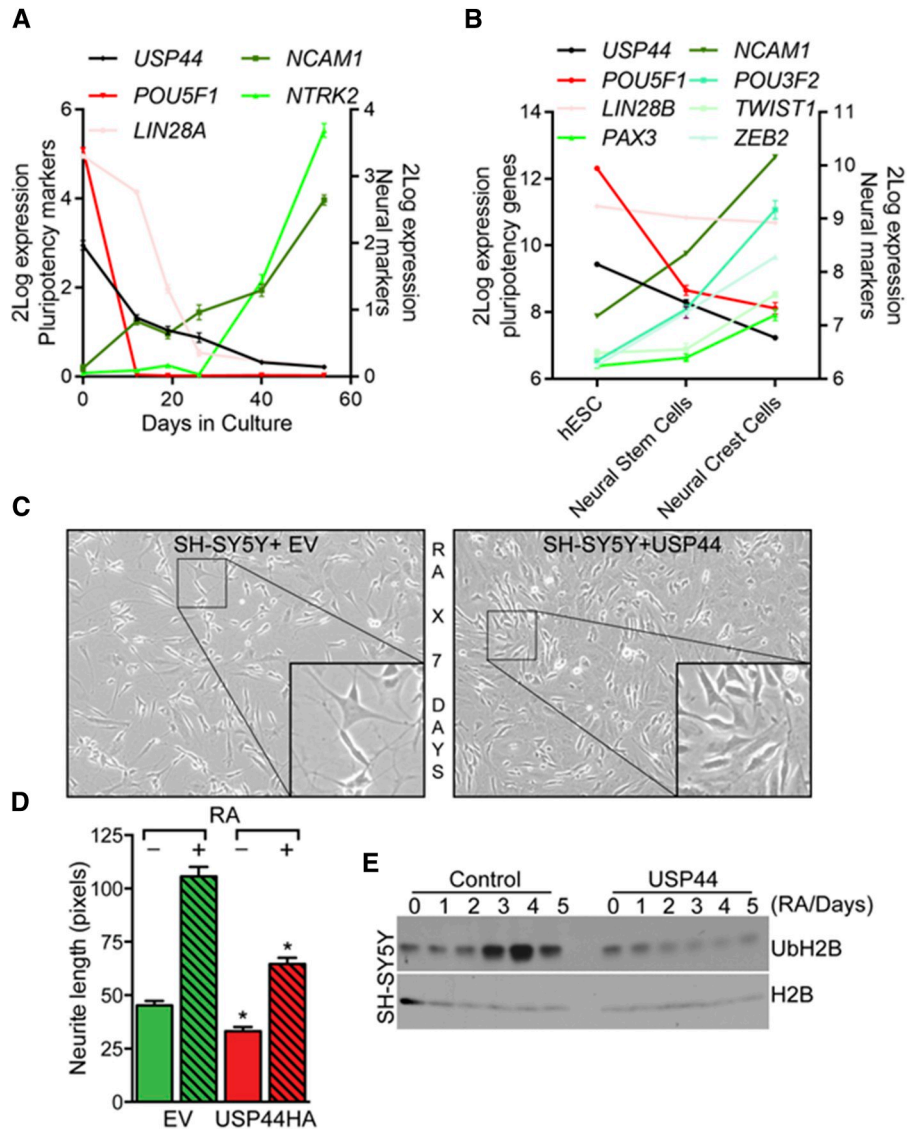 A
USP44
NCAM1
POU5F1
NTRK2
LIN28A
6
4
2
0
4
3
2
1
0
2Log expression
Pluripotency markers
2Log expression
Neural markers
0
20
40
60
Days in Culture
B
USP44
NCAM1
POU5F1
POU3F2
LIN28B
TWIST1
PAX3
ZEB2
14
12
10
8
6
11
10
9
8
7
6
2Log expression
pluripotency genes
2Log expression
Neural markers
hESC
Neural Stem Cells
Neural Crest Cells
C
SH-SY5Y+ EV
RA X 7 DAYS
SH-SY5Y+USP44
D
RA
− + − +
125
100
75
50
25
0
Neurite length (pixels)
* *
EV USP44HA
E
Control USP44
0 1 2 3 4 5 0 1 2 3 4 5 (RA/Days)
SH-SY5Y
UbH2B
H2B